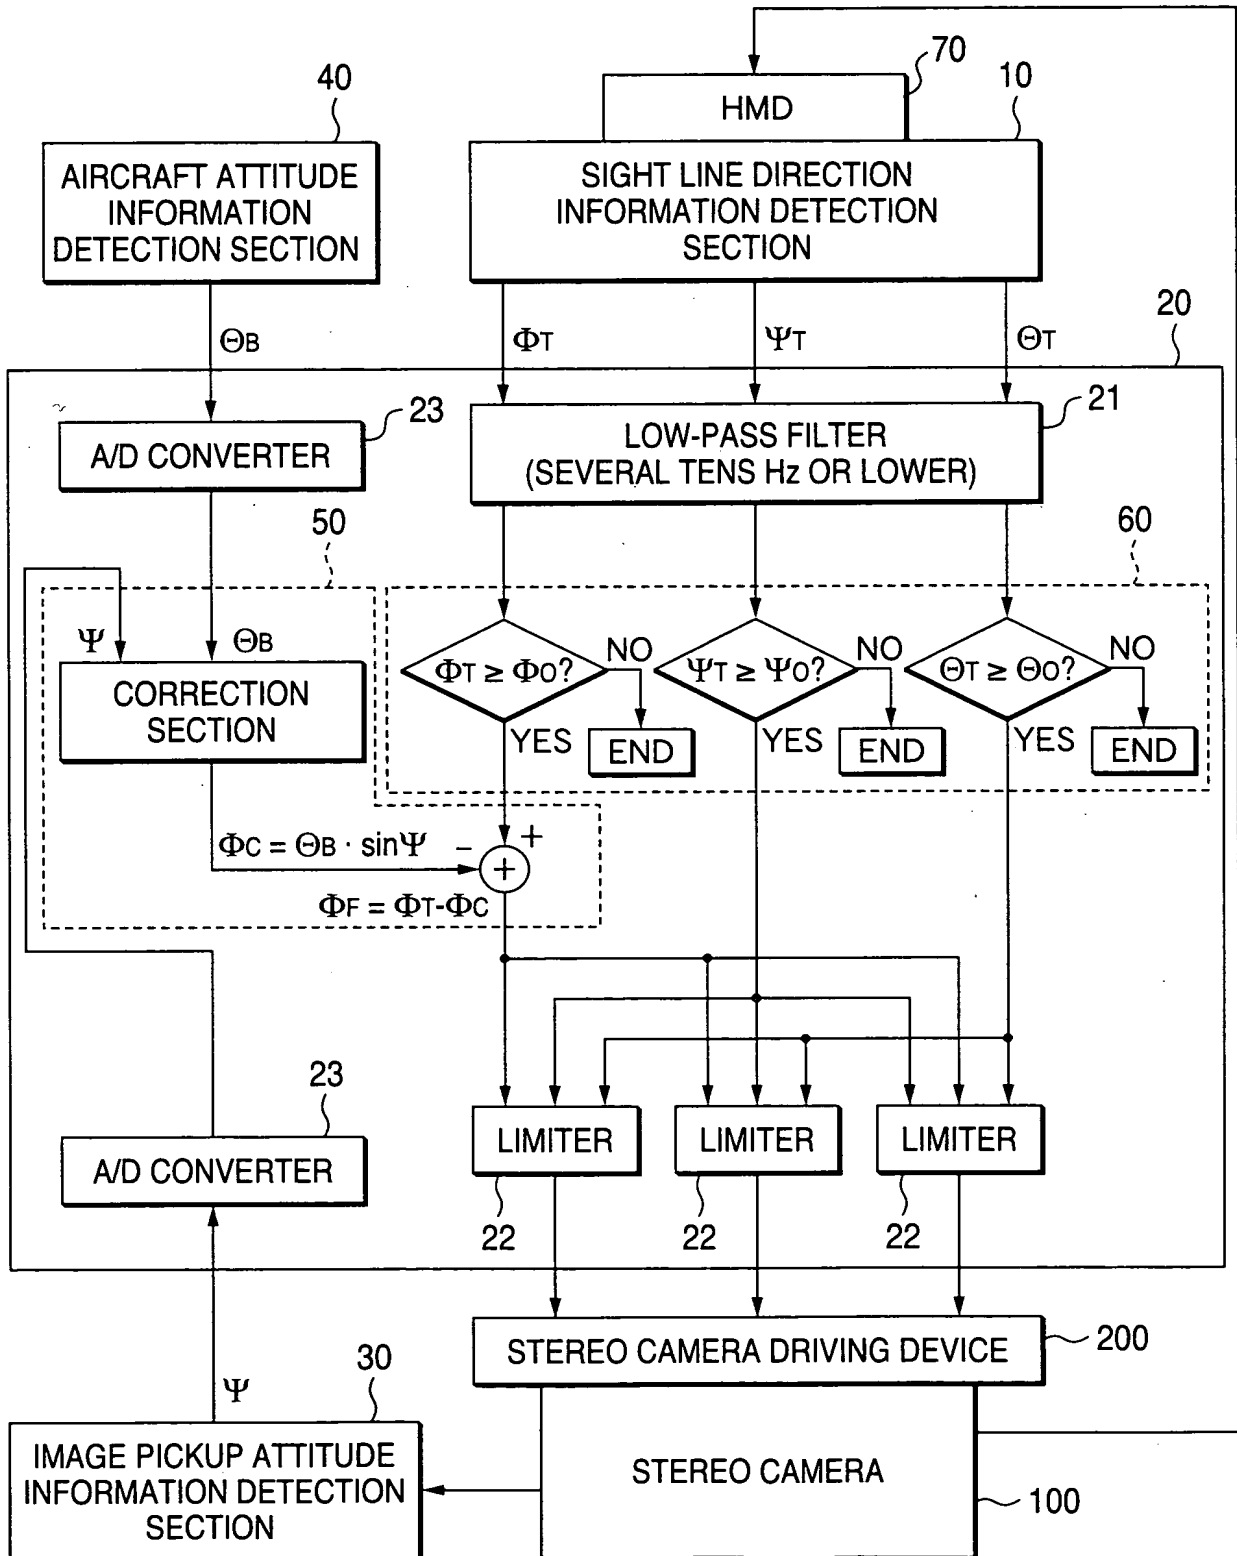 70
HMD
40
10
AIRCRAFT ATTITUDE
INFORMATION
DETECTION SECTION
SIGHT LINE DIRECTION
INFORMATION DETECTION
SECTION
20
ΘB
ΦT
ΨT
ΘT
23
A/D CONVERTER
21
LOW-PASS FILTER
(SEVERAL TENS Hz OR LOWER)
50
60
Ψ
ΘB
CORRECTION
SECTION
ΦT ≥ ΦO?
NO
YES
END
ΨT ≥ ΨO?
NO
YES
END
ΘT ≥ ΘO?
NO
YES
END
ΦC = ΘB · sinΨ
−
+
+
ΦF = ΦT-ΦC
23
A/D CONVERTER
LIMITER
LIMITER
LIMITER
22
22
22
STEREO CAMERA DRIVING DEVICE
200
30
Ψ
IMAGE PICKUP ATTITUDE
INFORMATION DETECTION
SECTION
STEREO CAMERA
100